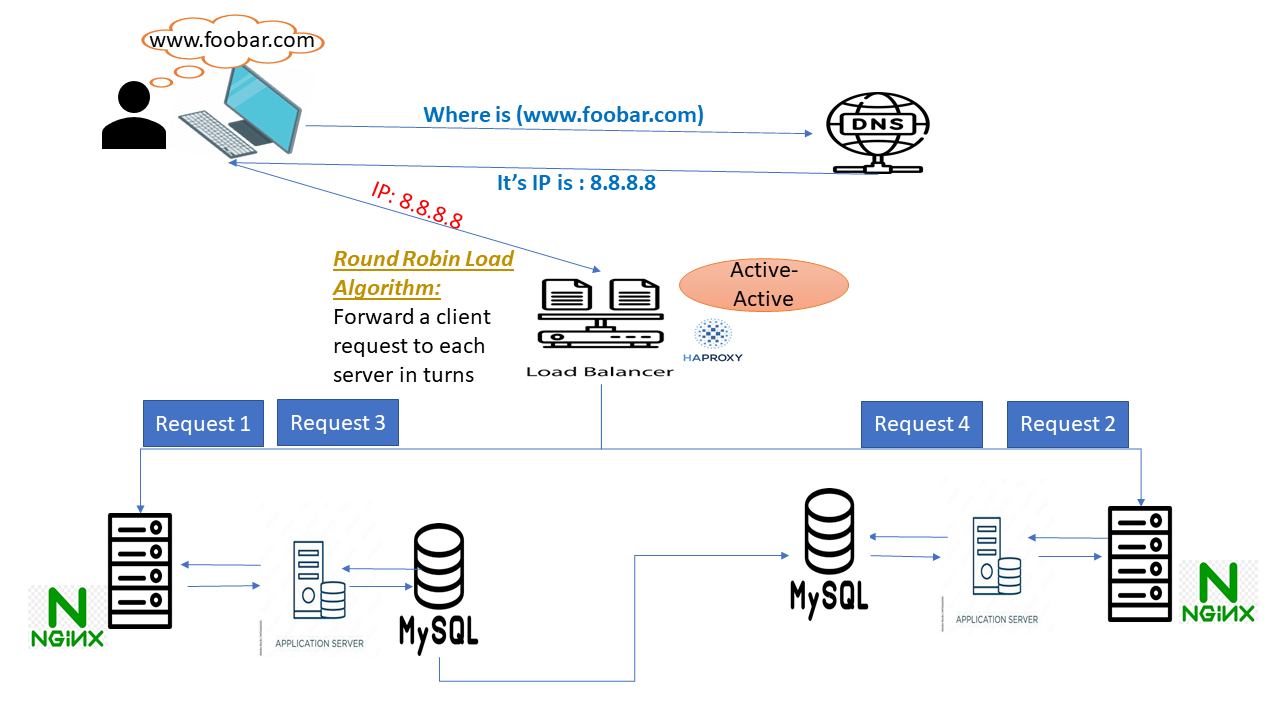 www.foobar.com
Where is (www.foobar.com)
DNS
It's IP is : 8.8.8.8
IP: 8.8.8.8
Round Robin Load
Algorithm:
Forward a client
request to each
server in turns
Active-
Active
HAPROXY
Load Balancer
Request 1
Request 3
Request 4
Request 2
N
NGiNX
APPLICATION SERVER
MySQL
MySQL
APPLICATION SERVER
N
NGiNX